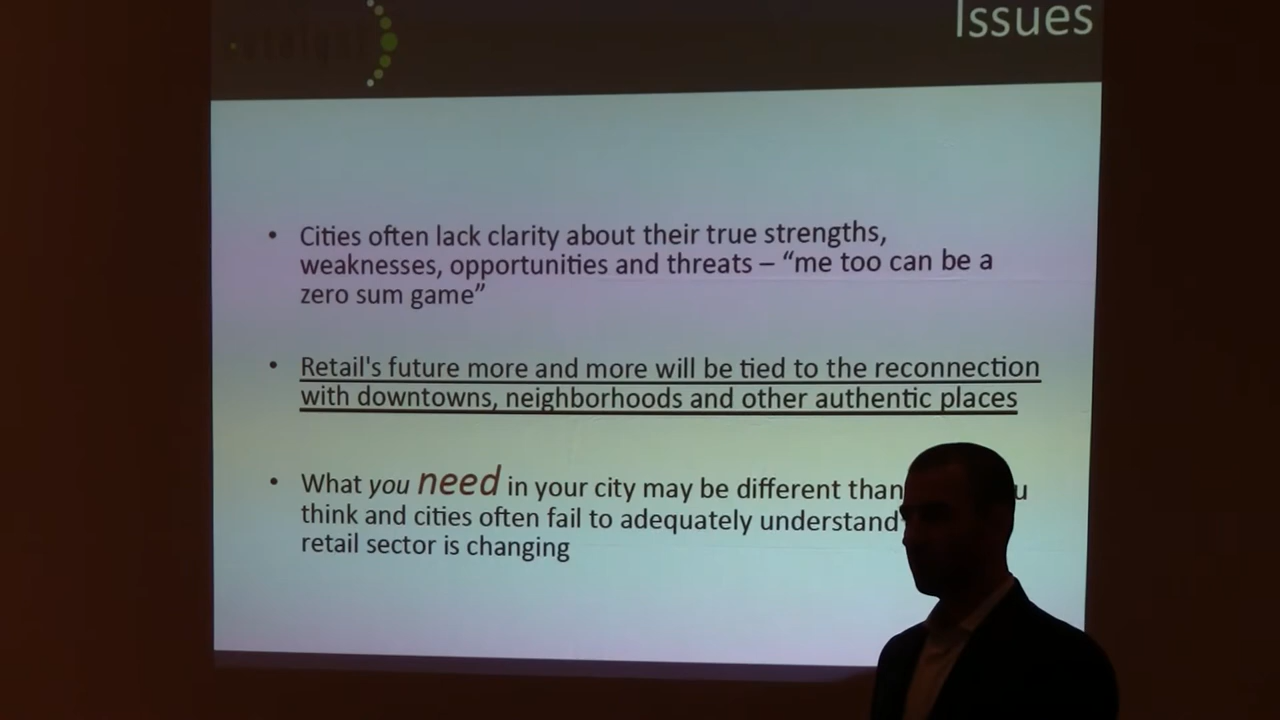 Issues
• Cities often lack clarity about their true strengths,
weaknesses, opportunities and threats – “me too can be a
zero sum game”
• Retail's future more and more will be tied to the reconnection
with downtowns, neighborhoods and other authentic places
• What you need in your city may be different than
think and cities often fail to adequately understand
retail sector is changing